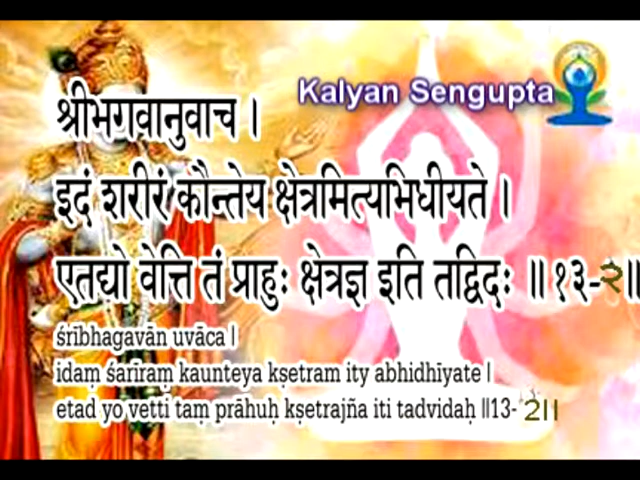 Kalyan Sengupta
श्रीभगवानुवाच ।
इदं शरीरं कौन्तेय क्षेत्रमित्यभिधीयते ।
एतद्यो वेत्ति तं प्राहुः क्षेत्रज्ञ इति तद्विदः ॥ १३-२॥
śrībhagavān uvāca |
idaṃ śarīraṃ kaunteya kṣetram ity abhidhīyate |
etad yo vetti taṃ prāhuḥ kṣetrajña iti tadvidaḥ ||13- 2||